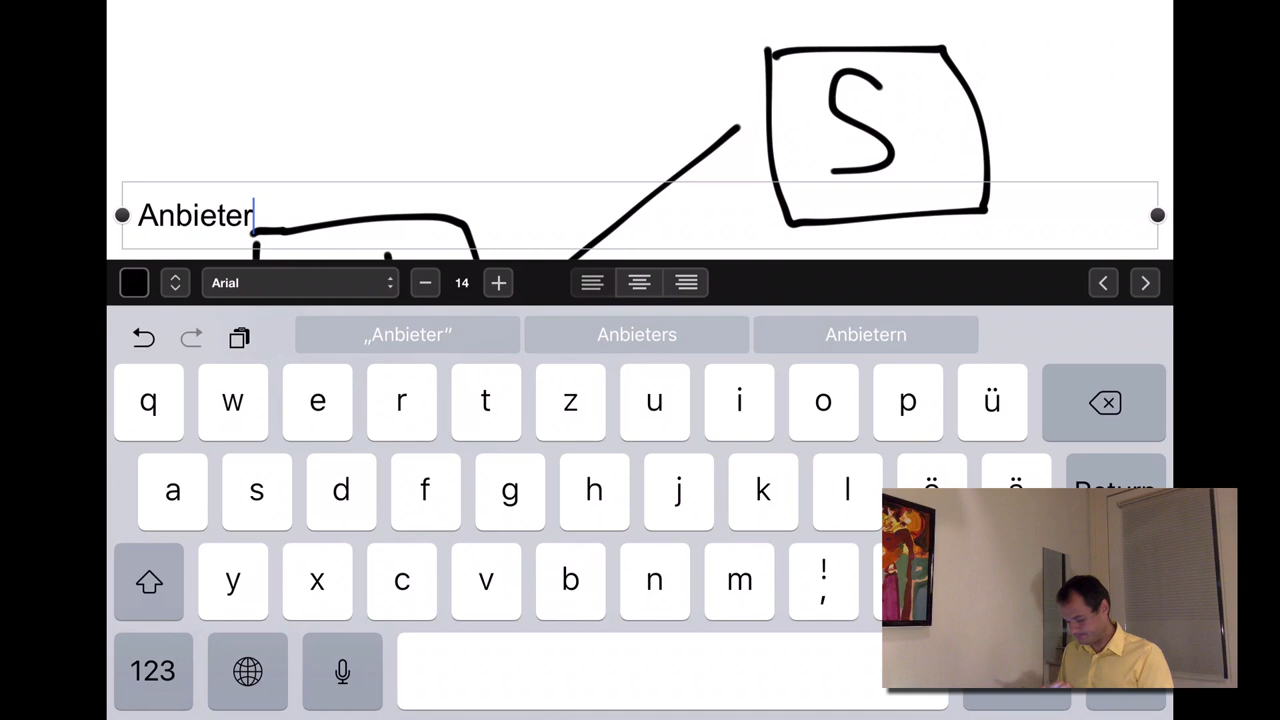 S
Anbieter
Arial 14
„Anbieter“ Anbieters Anbietern
q w e r t z u i o p ü
a s d f g h j k l
y x c v b n m ! ,
123